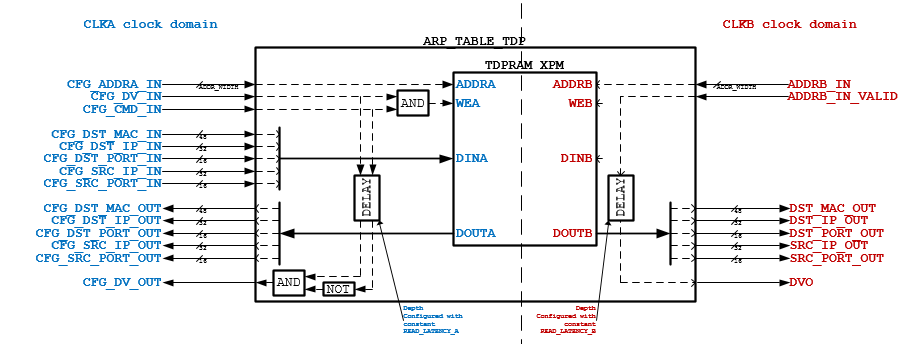 CLKA clock domain
CLKB clock domain
ARP_TABLE_TDP
TDPRAM XPM
CFG_ADDRA_IN
ADDR_WIDTH
CFG_DV_IN
CFG_CMD_IN
AND
ADDRA
WEA
ADDRB
WEB
ADDR_WIDTH
ADDRB_IN
ADDRB_IN_VALID
CFG_DST_MAC_IN
48
CFG_DST_IP_IN
32
CFG_DST_PORT_IN
16
CFG_SRC_IP_IN
32
CFG_SRC_PORT_IN
16
DINA
DINB
DELAY
DELAY
CFG_DST_MAC_OUT
48
CFG_DST_IP_OUT
32
CFG_DST_PORT_OUT
16
CFG_SRC_IP_OUT
32
CFG_SRC_PORT_OUT
16
DOUTA
DOUTB
48
DST_MAC_OUT
32
DST_IP_OUT
16
DST_PORT_OUT
32
SRC_IP_OUT
16
SRC_PORT_OUT
CFG_DV_OUT
AND
NOT
DVO
Depth
Configured with
constant
READ_LATENCY_A
Depth
Configured with
constant
READ_LATENCY_B